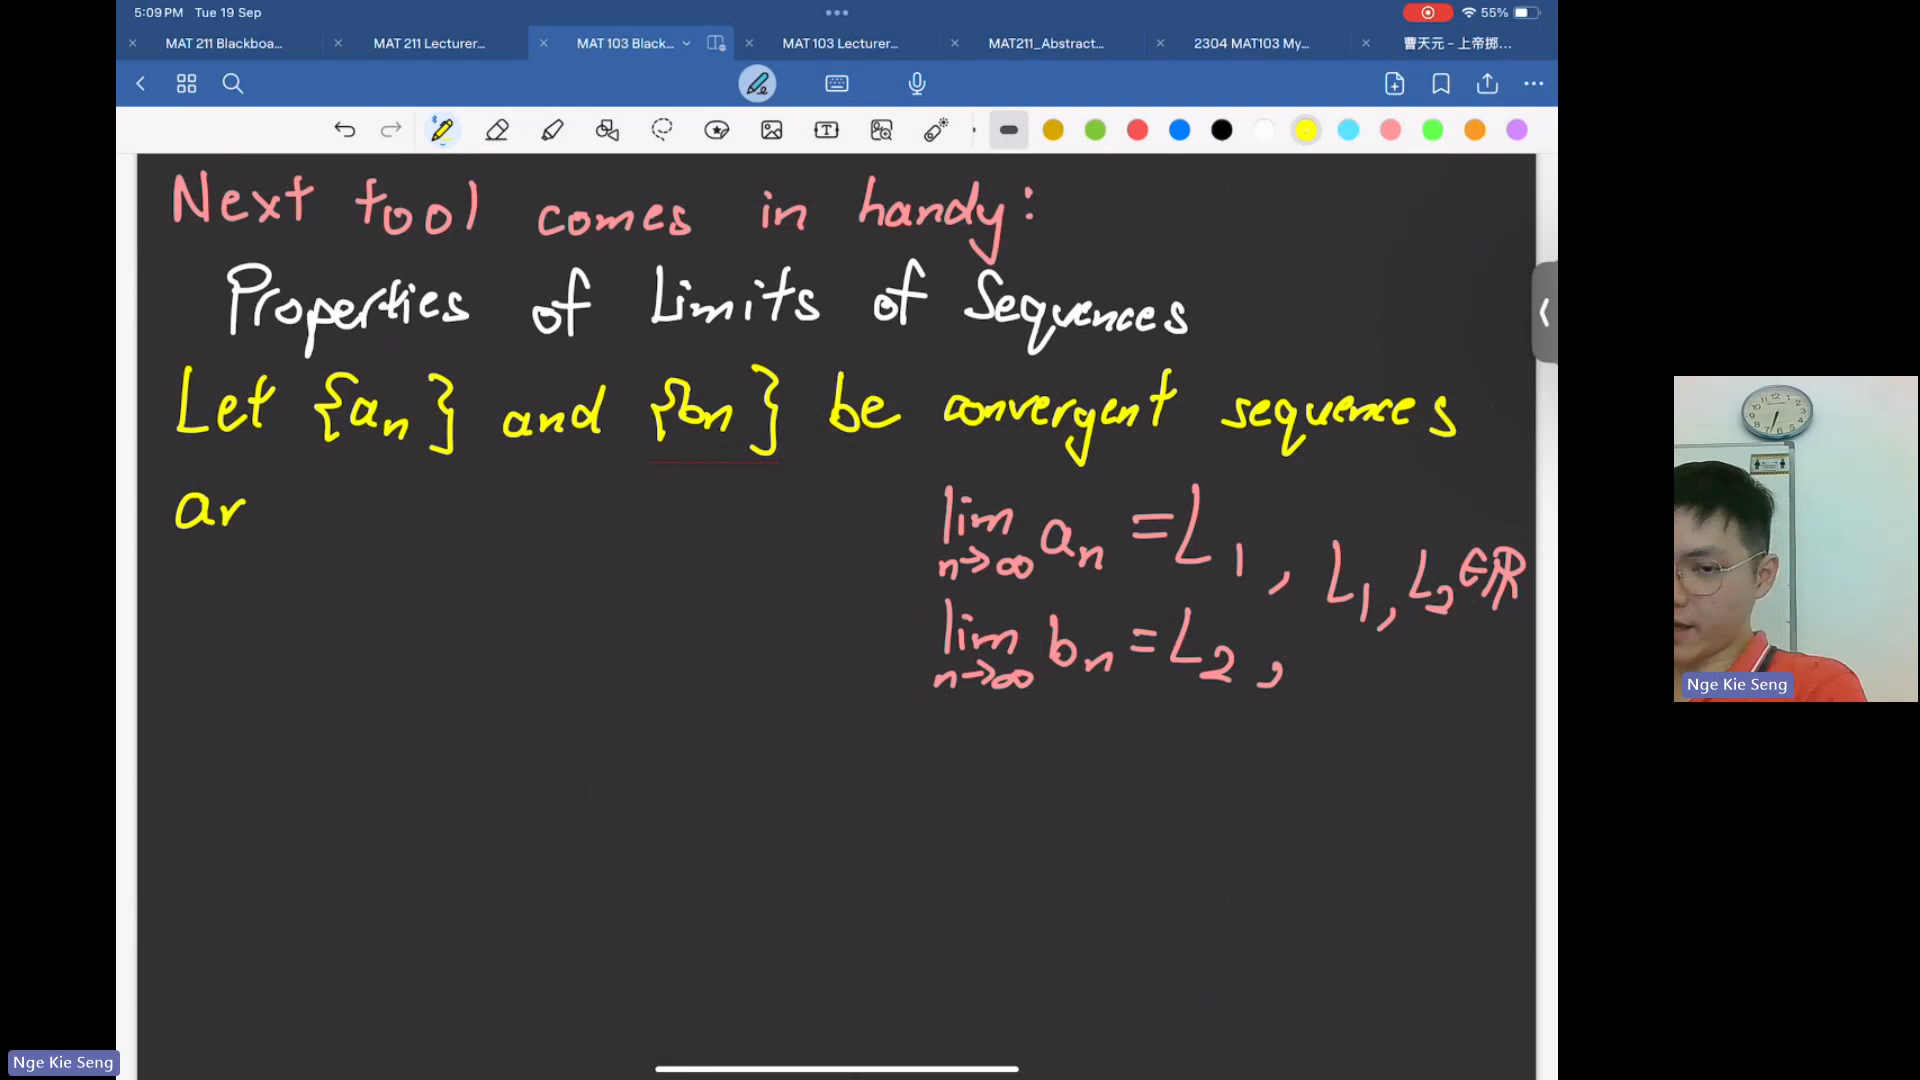 5:09 PM Tue 19 Sep
55%
MAT 211 Blackboa...
MAT 211 Lecturer...
MAT 103 Black...
MAT 103 Lecturer...
MAT211_Abstract...
2304 MAT103 My...
曹天元 - 上帝掷...
Next tool comes in handy:
Properties of Limits of Sequences
Let {aₙ} and {bₙ} be convergent sequences
ar
lim n→∞ aₙ = L₁, L₁, L₂ ∈ ℝ
lim n→∞ bₙ = L₂,
Nge Kie Seng
Nge Kie Seng